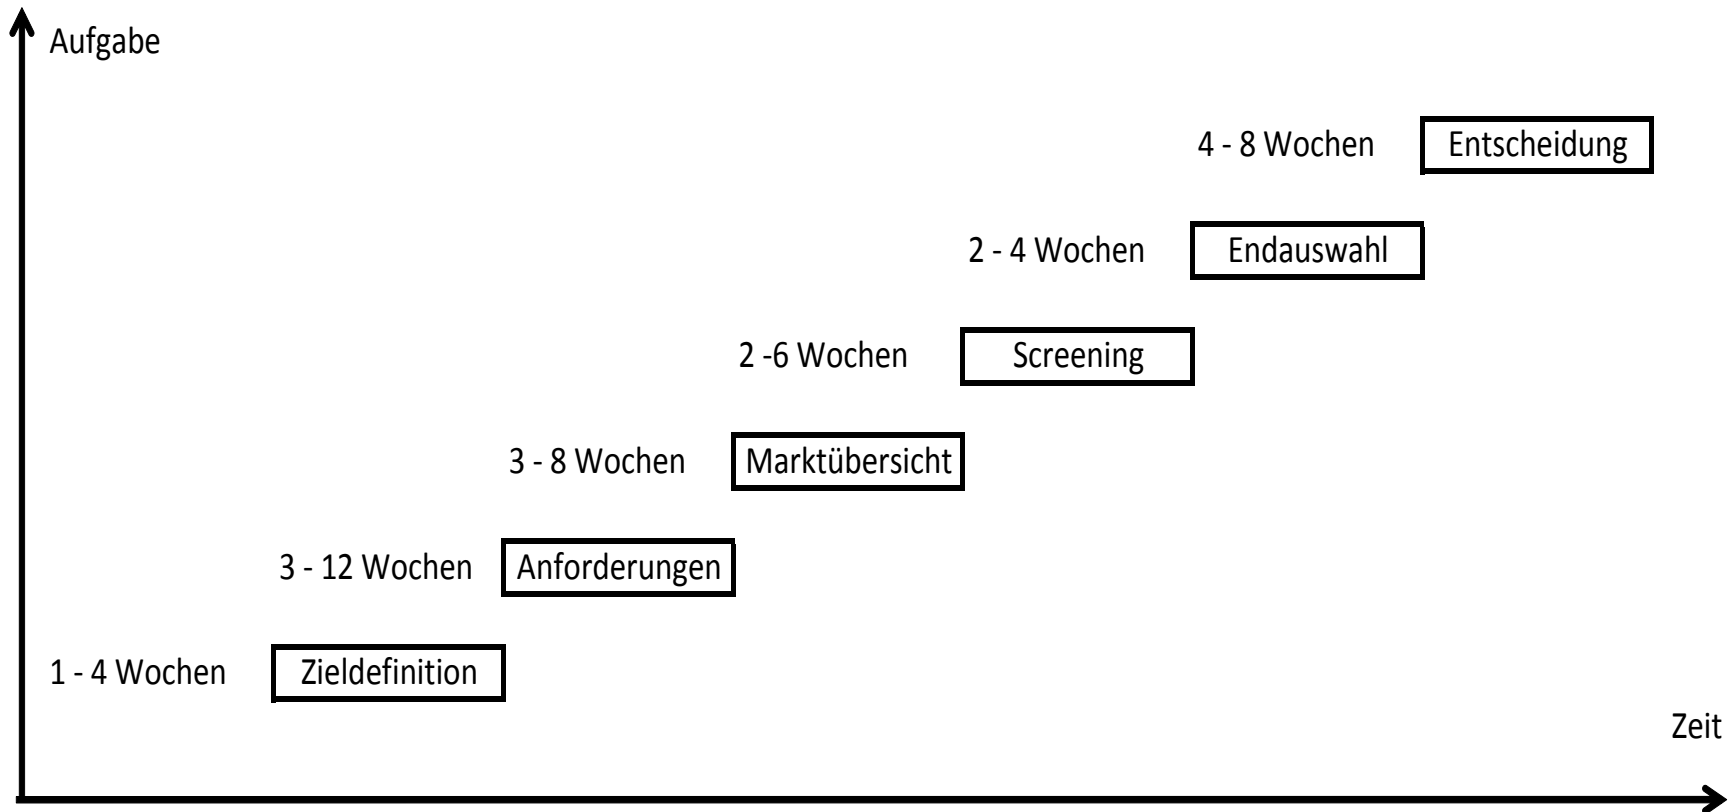 Aufgabe
4 - 8 Wochen Entscheidung
2 - 4 Wochen Endauswahl
2 -6 Wochen Screening
3 - 8 Wochen Marktübersicht
3 - 12 Wochen Anforderungen
1 - 4 Wochen Zieldefinition
Zeit